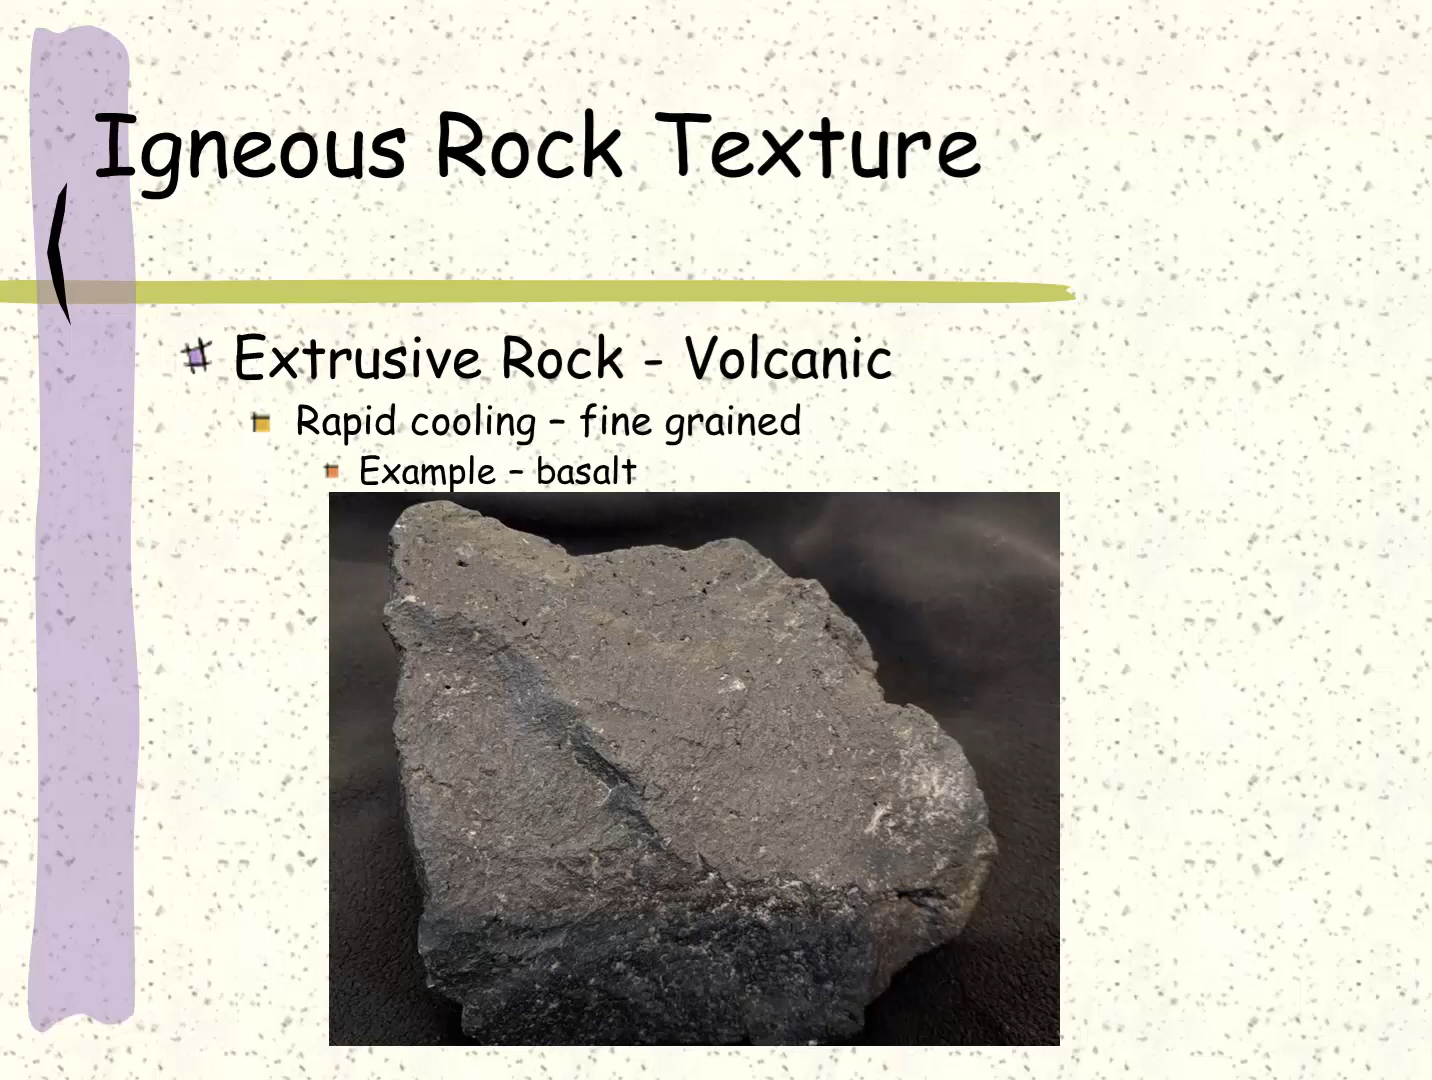 Igneous Rock Texture
Extrusive Rock - Volcanic
Rapid cooling – fine grained
Example – basalt